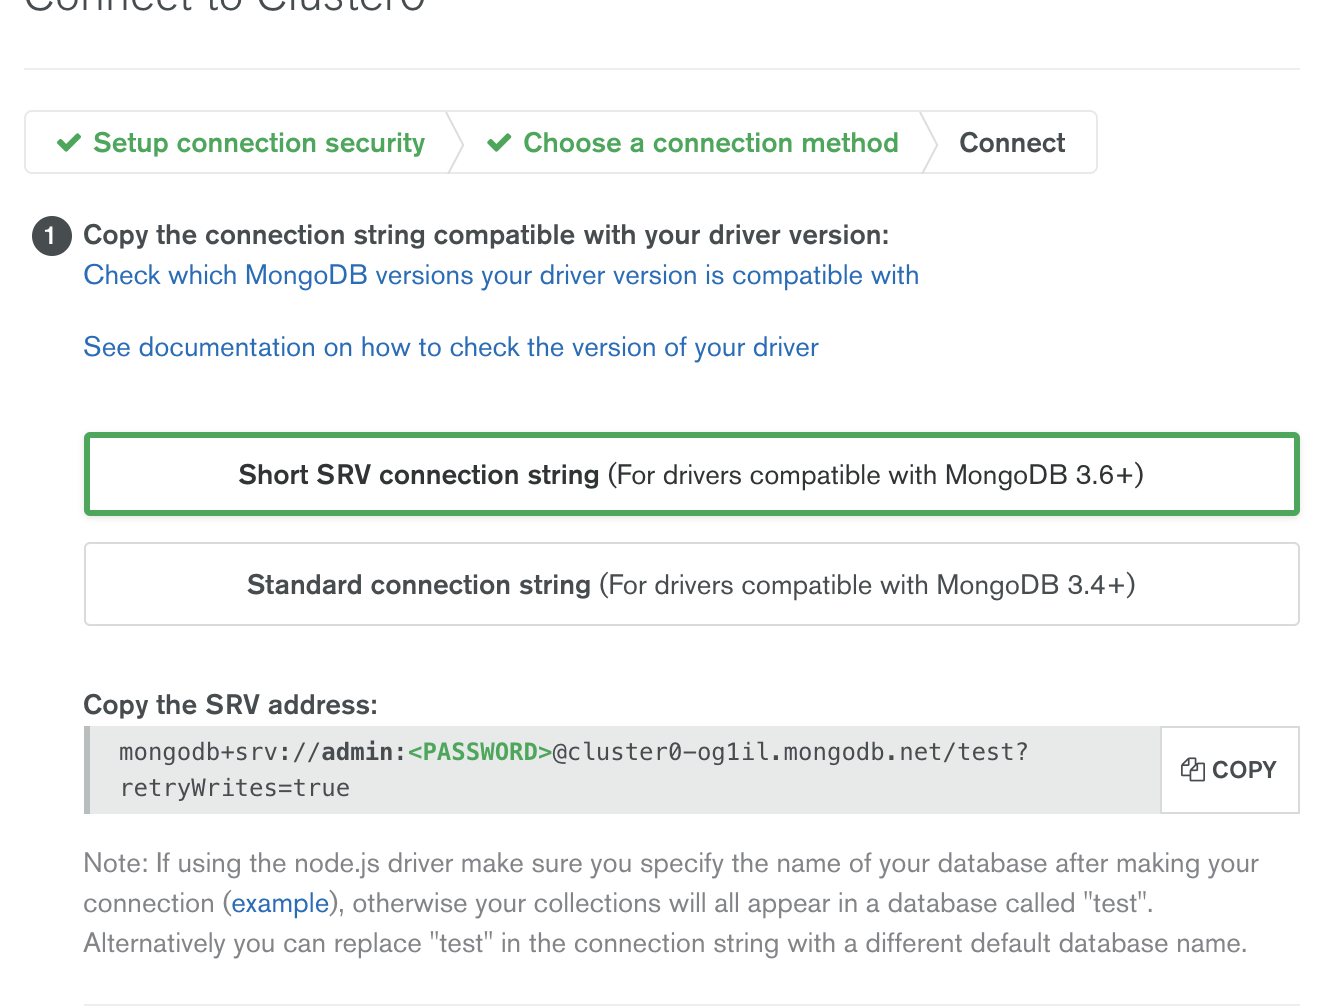 Connect to Cluster0
Setup connection security
Choose a connection method
Connect
1
Copy the connection string compatible with your driver version:
Check which MongoDB versions your driver version is compatible with
See documentation on how to check the version of your driver
Short SRV connection string (For drivers compatible with MongoDB 3.6+)
Standard connection string (For drivers compatible with MongoDB 3.4+)
Copy the SRV address:
mongodb+srv://admin:<PASSWORD>@cluster0-og1il.mongodb.net/test?
retryWrites=true
COPY
Note: If using the node.js driver make sure you specify the name of your database after making your
connection (example), otherwise your collections will all appear in a database called "test".
Alternatively you can replace "test" in the connection string with a different default database name.